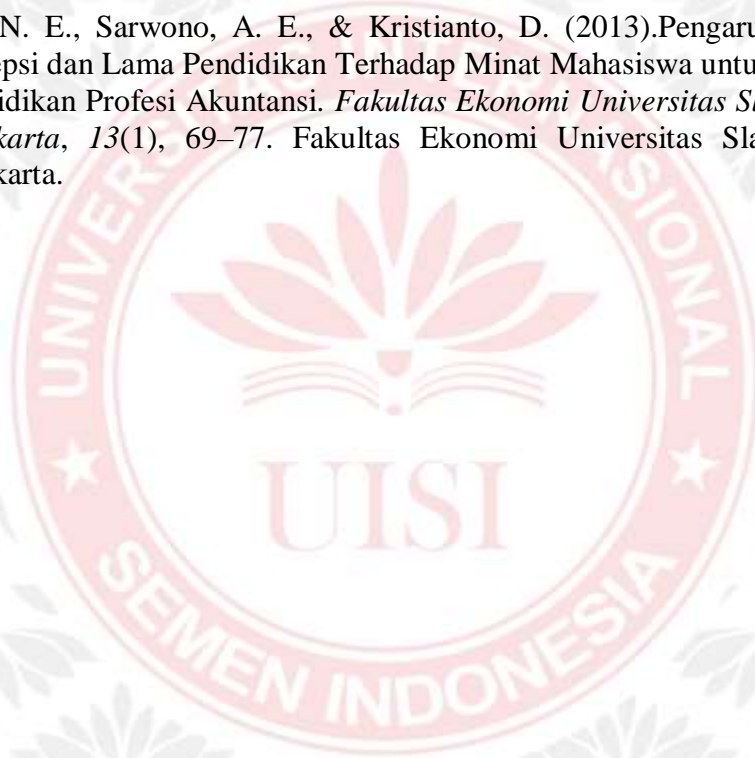 N. E., Sarwono, A. E., & Kristianto, D. (2013).Pengaru
epsi dan Lama Pendidikan Terhadap Minat Mahasiswa untu
idikan Profesi Akuntansi. Fakultas Ekonomi Universitas Sl
karta, 13(1), 69–77. Fakultas Ekonomi Universitas Sla
karta.
UNIVERSITAS INTERNASIONAL
UISI
SEMEN INDONESIA